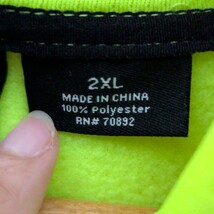 2XL
MADE IN CHINA
100% Polyester
RN# 70892